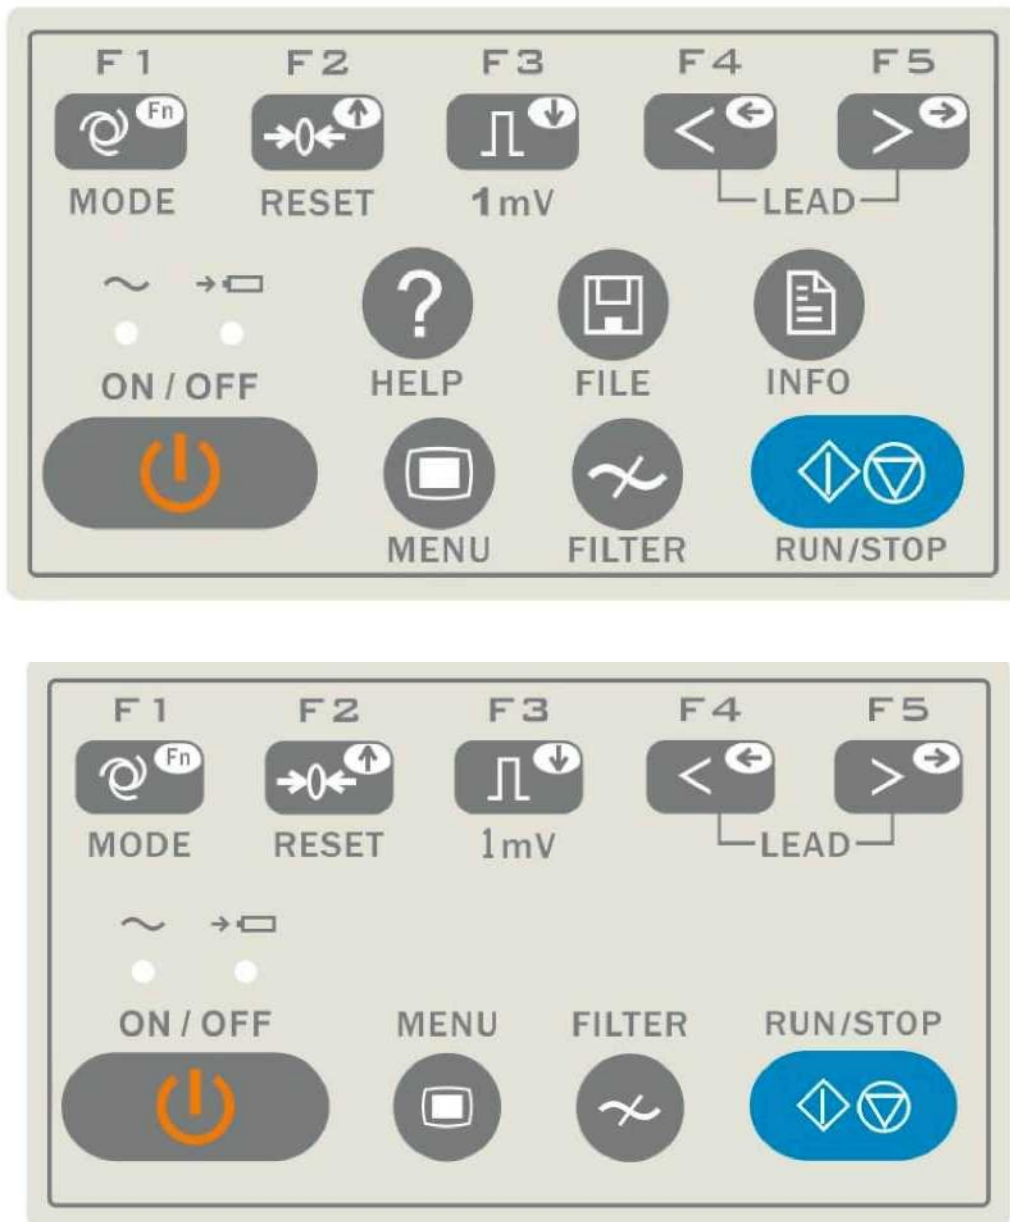 F1 F2 F3 F4 F5
Fn
MODE RESET 1mV LEAD
ON / OFF HELP FILE INFO
MENU FILTER RUN/STOP
F1 F2 F3 F4 F5
Fn
MODE RESET 1mV LEAD
ON / OFF MENU FILTER RUN/STOP